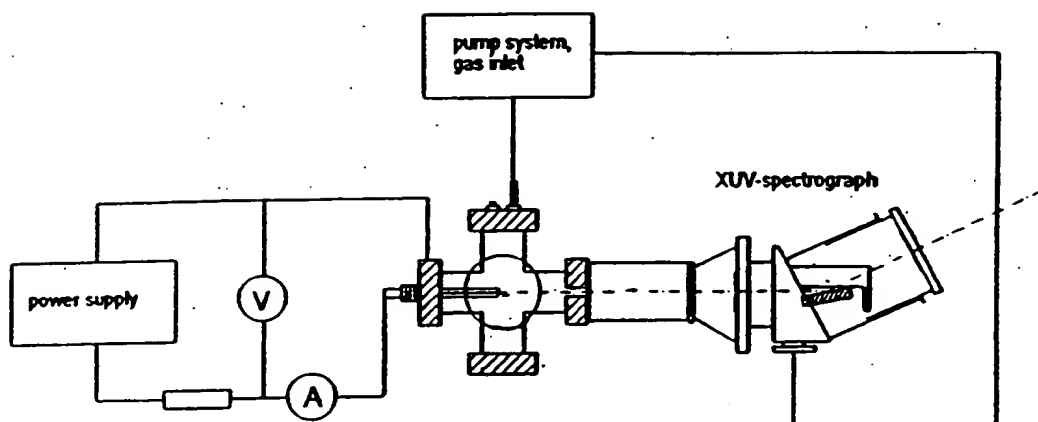 pump system,
gas inlet
XUV-spectrograph
power supply
V
A